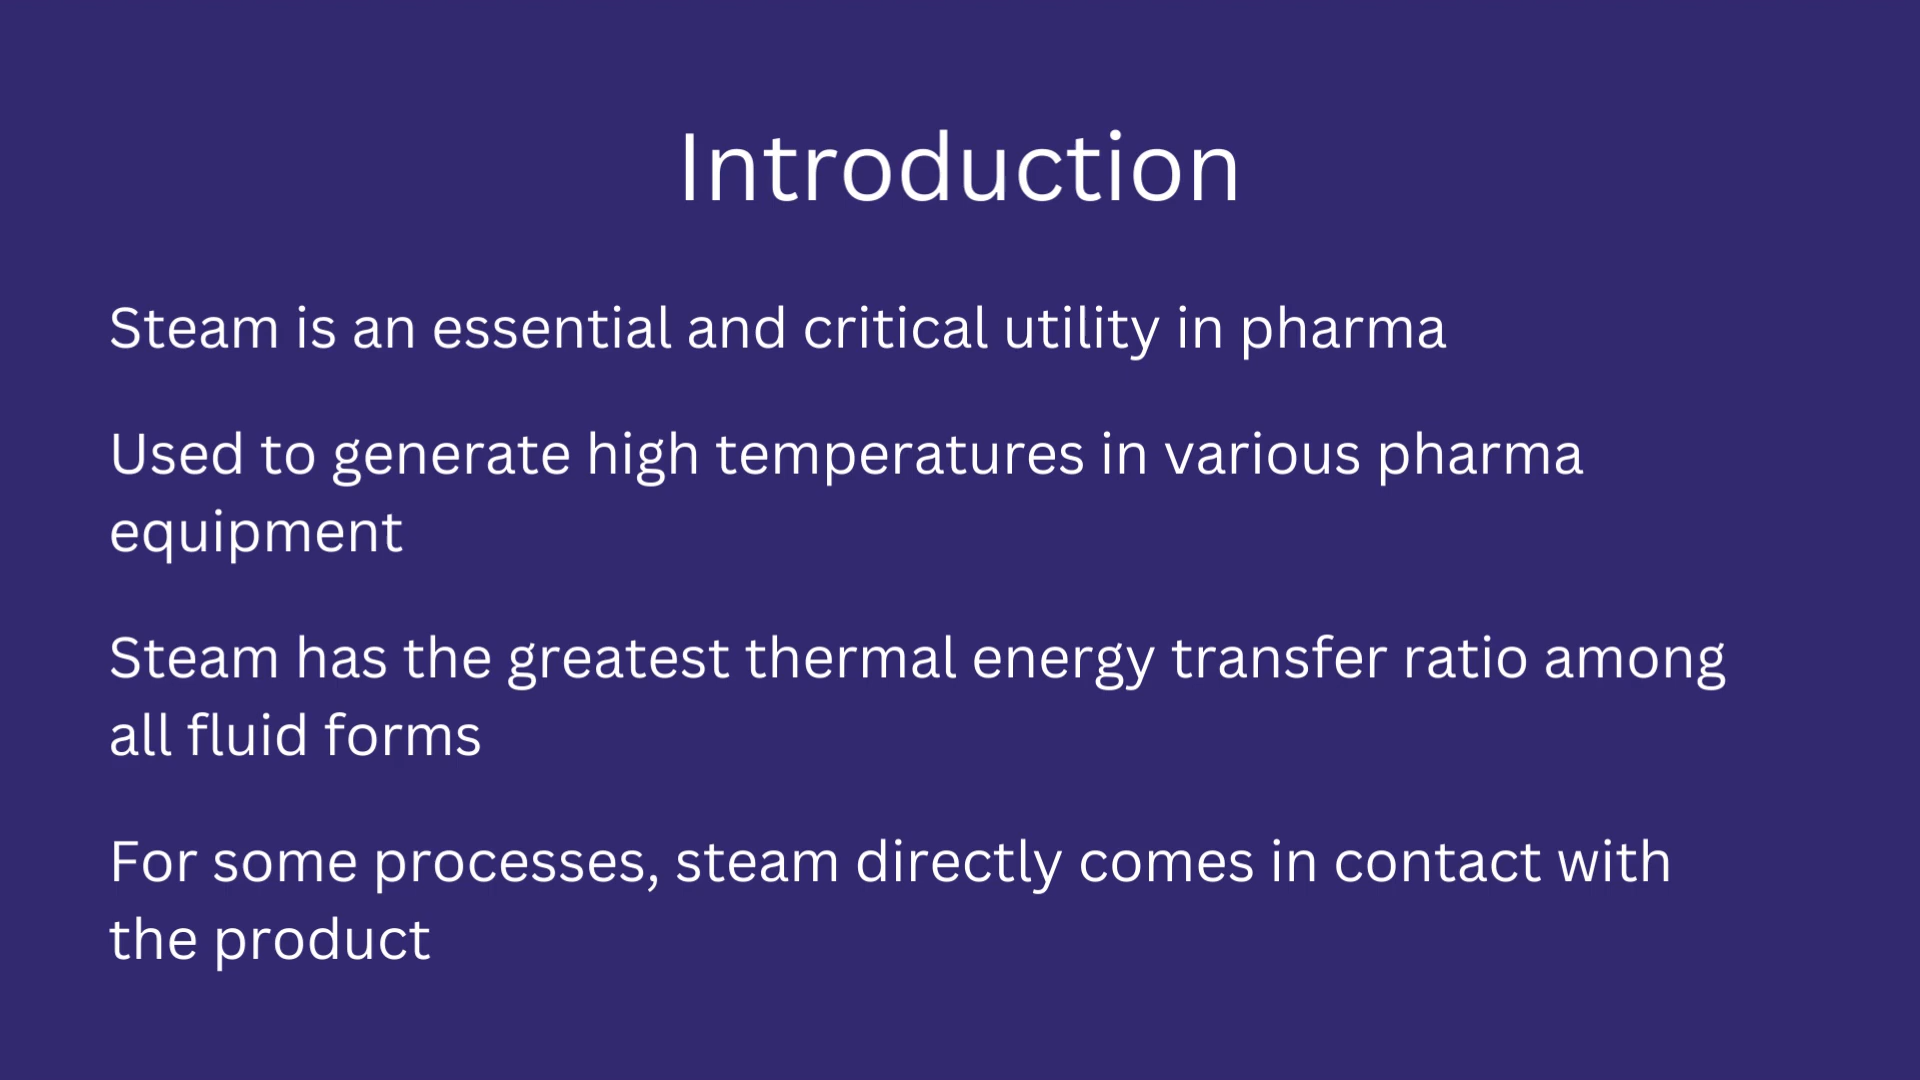 Introduction
Steam is an essential and critical utility in pharma
Used to generate high temperatures in various pharma
equipment
Steam has the greatest thermal energy transfer ratio among
all fluid forms
For some processes, steam directly comes in contact with
the product